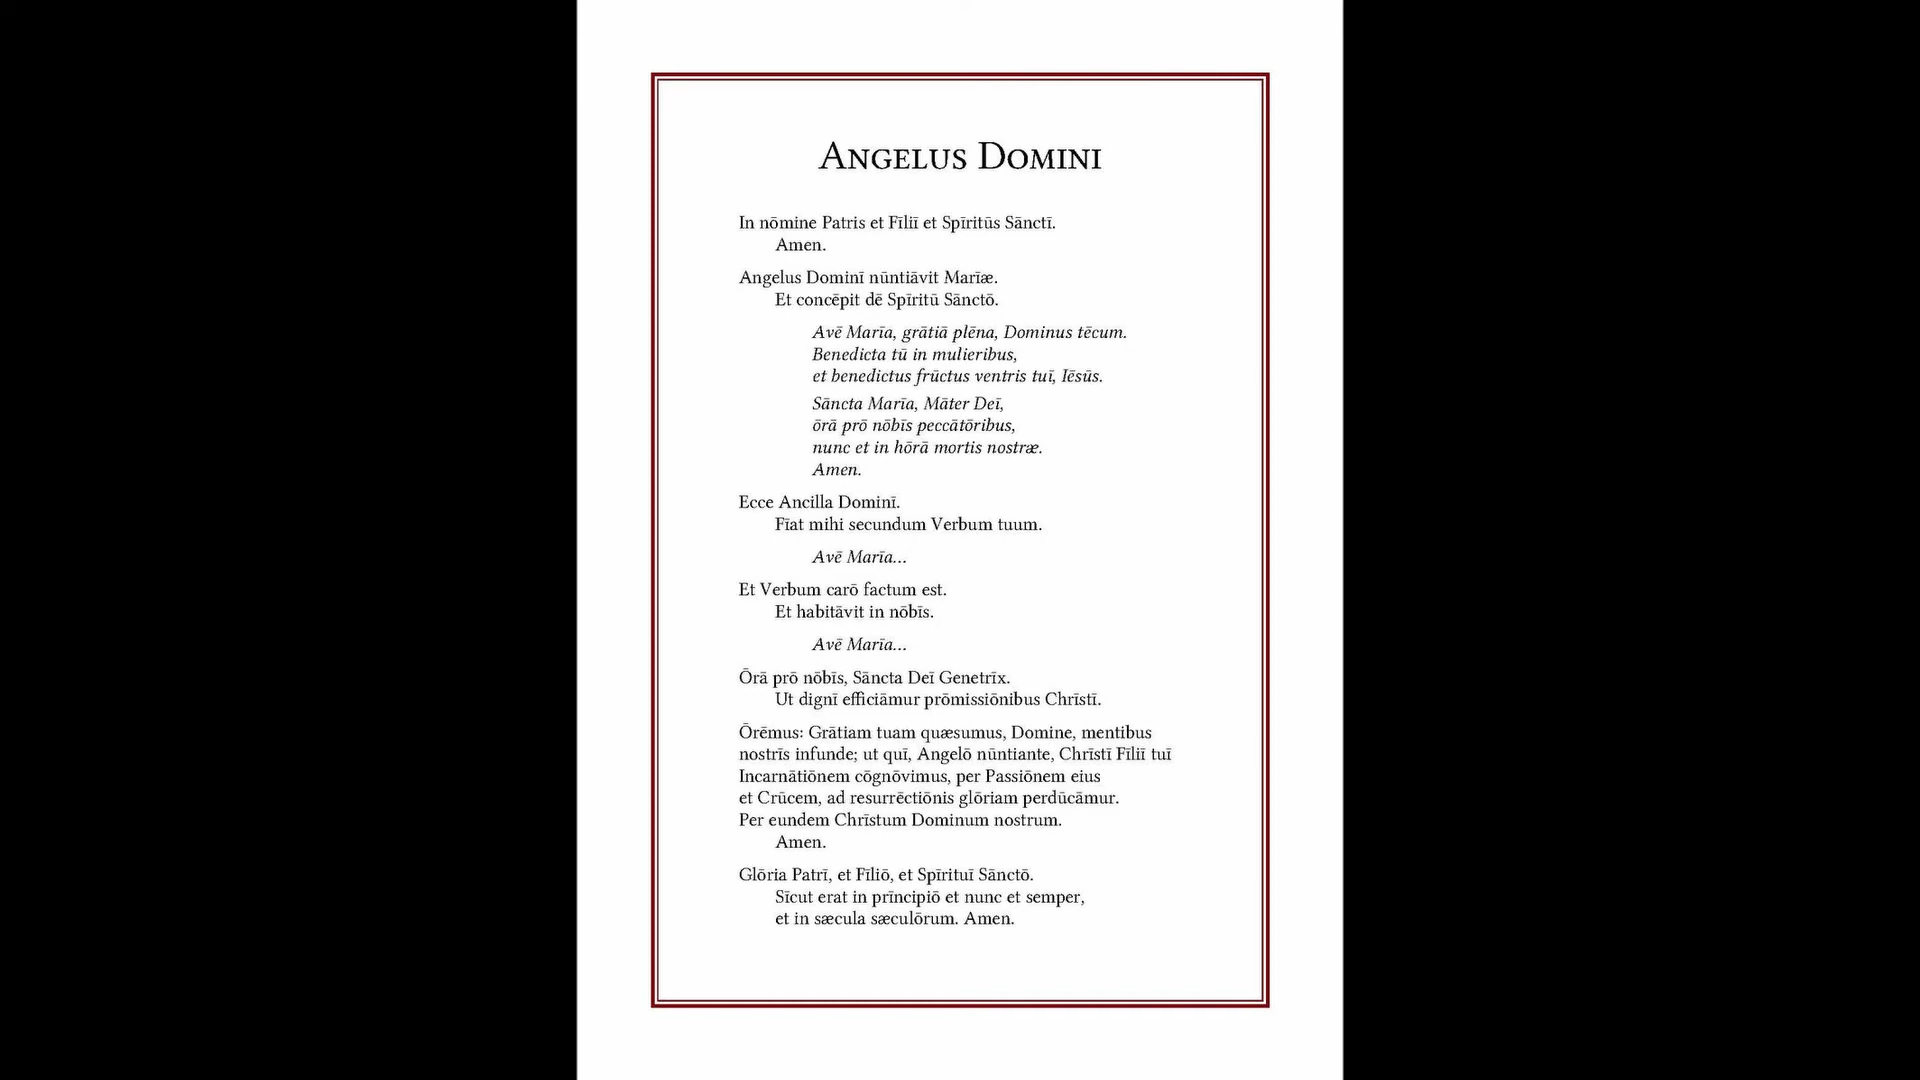 Angelus Domini
In nōmine Patris et Fīliī et Spīritūs Sānctī.
Amen.
Angelus Dominī nūntiāvit Marīæ.
Et concēpit dē Spīritū Sānctō.
Avē Marīa, grātiā plēna, Dominus tēcum.
Benedicta tū in mulieribus,
et benedictus frūctus ventris tuī, Iēsūs.
Sāncta Marīa, Māter Deī,
ōrā prō nōbīs peccātōribus,
nunc et in hōrā mortis nostræ.
Amen.
Ecce Ancilla Dominī.
Fīat mihi secundum Verbum tuum.
Avē Marīa...
Et Verbum carō factum est.
Et habitāvit in nōbīs.
Avē Marīa...
Ōrā prō nōbīs, Sāncta Deī Genetrīx.
Ut dignī efficiāmur prōmissiōnibus Chrīstī.
Ōrēmus: Grātiam tuam quæsumus, Domine, mentibus
nostrīs infunde; ut quī, Angelō nūntiante, Chrīstī Fīliī tuī
Incarnātiōnem cōgnōvimus, per Passiōnem eius
et Crūcem, ad resurrēctiōnis glōriam perdūcāmur.
Per eundem Chrīstum Dominum nostrum.
Amen.
Glōria Patrī, et Fīliō, et Spīrituī Sānctō.
Sīcut erat in prīncipiō et nunc et semper,
et in sæcula sæculōrum. Amen.